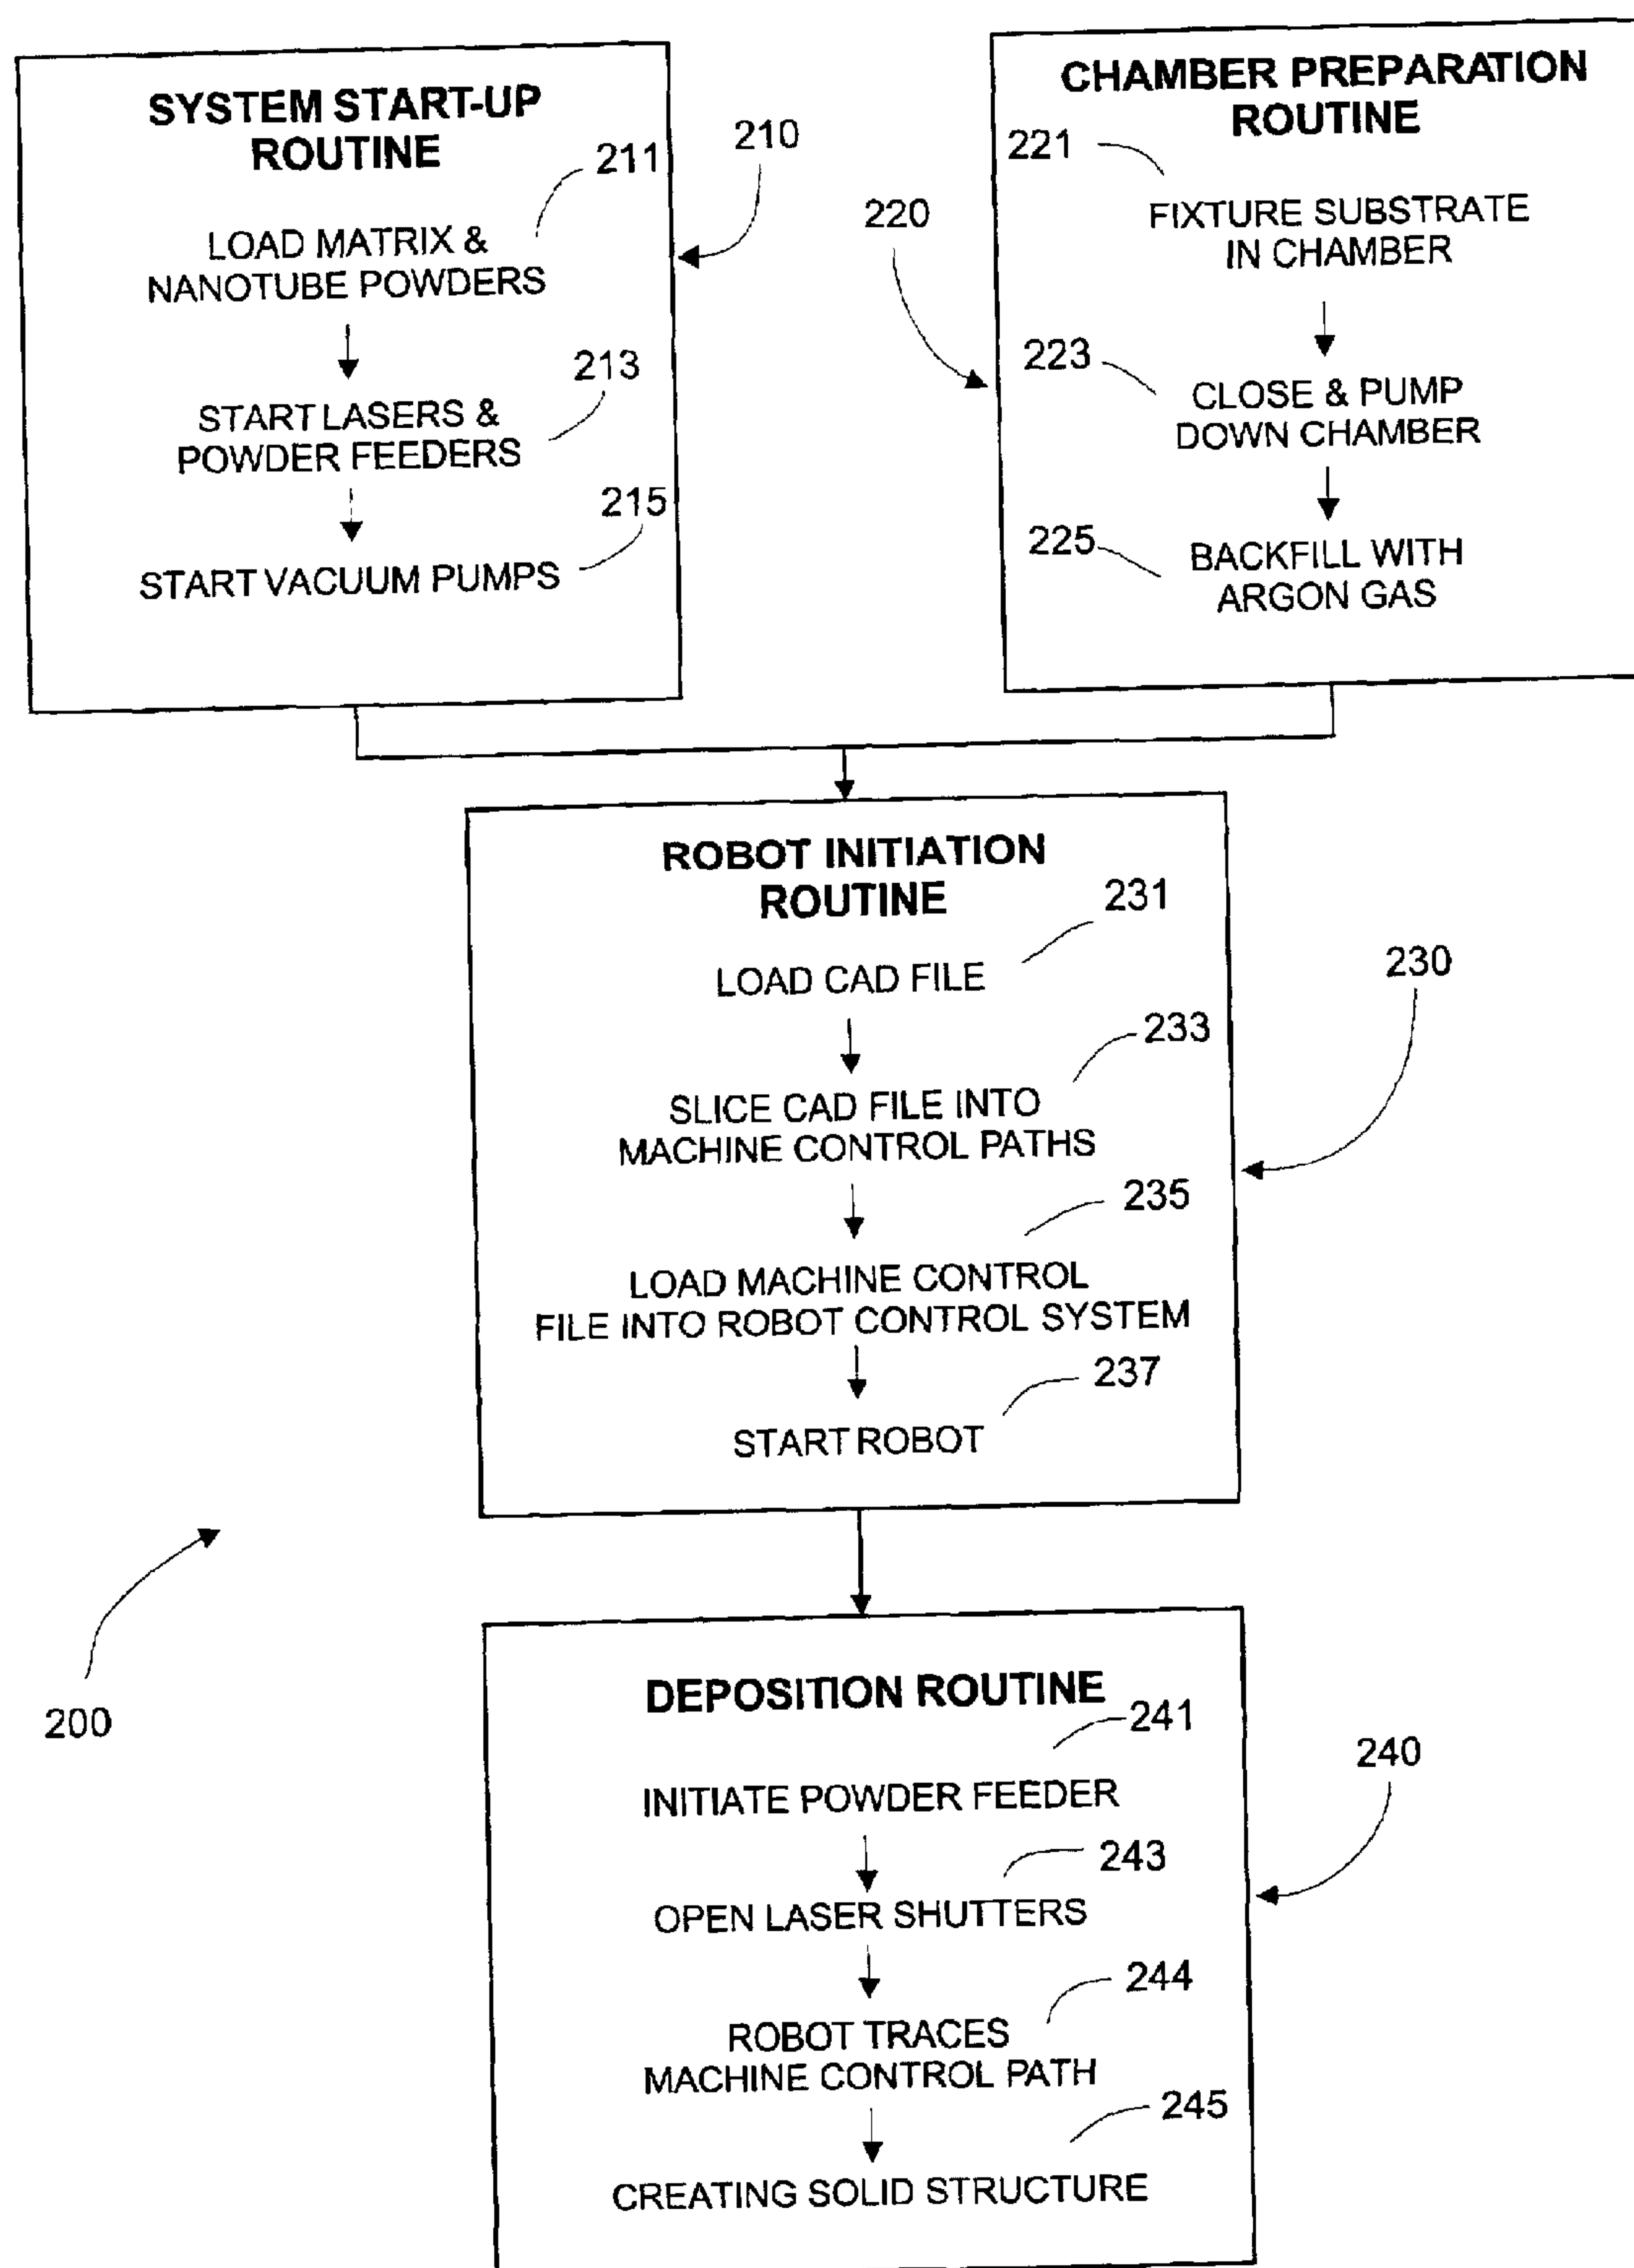 SYSTEM START-UP
ROUTINE
211
210
LOAD MATRIX &
NANOTUBE POWDERS
213
START LASERS &
POWDER FEEDERS
215
START VACUUM PUMPS
CHAMBER PREPARATION
ROUTINE
221
220
FIXTURE SUBSTRATE
IN CHAMBER
223
CLOSE & PUMP
DOWN CHAMBER
225
BACKFILL WITH
ARGON GAS
ROBOT INITIATION
ROUTINE
231
230
LOAD CAD FILE
233
SLICE CAD FILE INTO
MACHINE CONTROL PATHS
235
LOAD MACHINE CONTROL
FILE INTO ROBOT CONTROL SYSTEM
237
START ROBOT
200
DEPOSITION ROUTINE
241
240
INITIATE POWDER FEEDER
243
OPEN LASER SHUTTERS
244
ROBOT TRACES
MACHINE CONTROL PATH
245
CREATING SOLID STRUCTURE